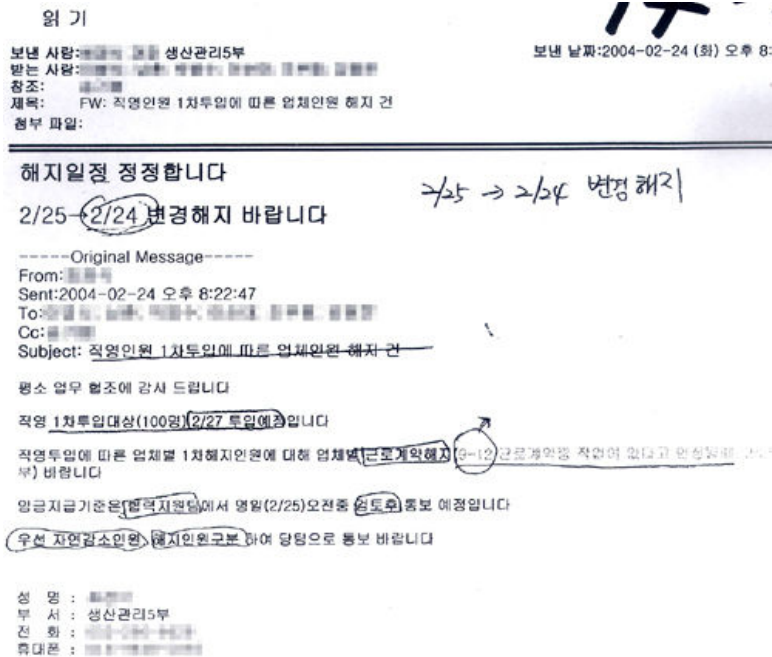 읽 기
보낸 사람: 생산관리5부
보낸 날짜:2004-02-24 (화) 오후 8:
받는 사람:
참조:
제목: FW: 직영인원 1차투입에 따른 업체인원 해지 건
첨부 파일:
해지일정 정정합니다
2/25→2/24 변경해지 바랍니다
2/25 → 2/24 변경 해지
-----Original Message-----
From:
Sent:2004-02-24 오후 8:22:47
To:
Cc:
Subject: 직영인원 1차투입에 따른 업체인원 해지 건
평소 업무 협조에 감사 드립니다
직영 1차투입대상(100명) 2/27 투입예정입니다
직영투입에 따른 업체별 1차해지인원에 대해 업체별 근로계약해지 (9-12 근로계약중 작업이 없다고
부) 바랍니다
임금지급기준은 협력지원팀에서 명일(2/25)오전중 검토후 통보 예정입니다
우선 자연감소인원, 해지인원구분 하여 당팀으로 통보 바랍니다
성 명 :
부 서 : 생산관리5부
전 화 :
휴대폰 :